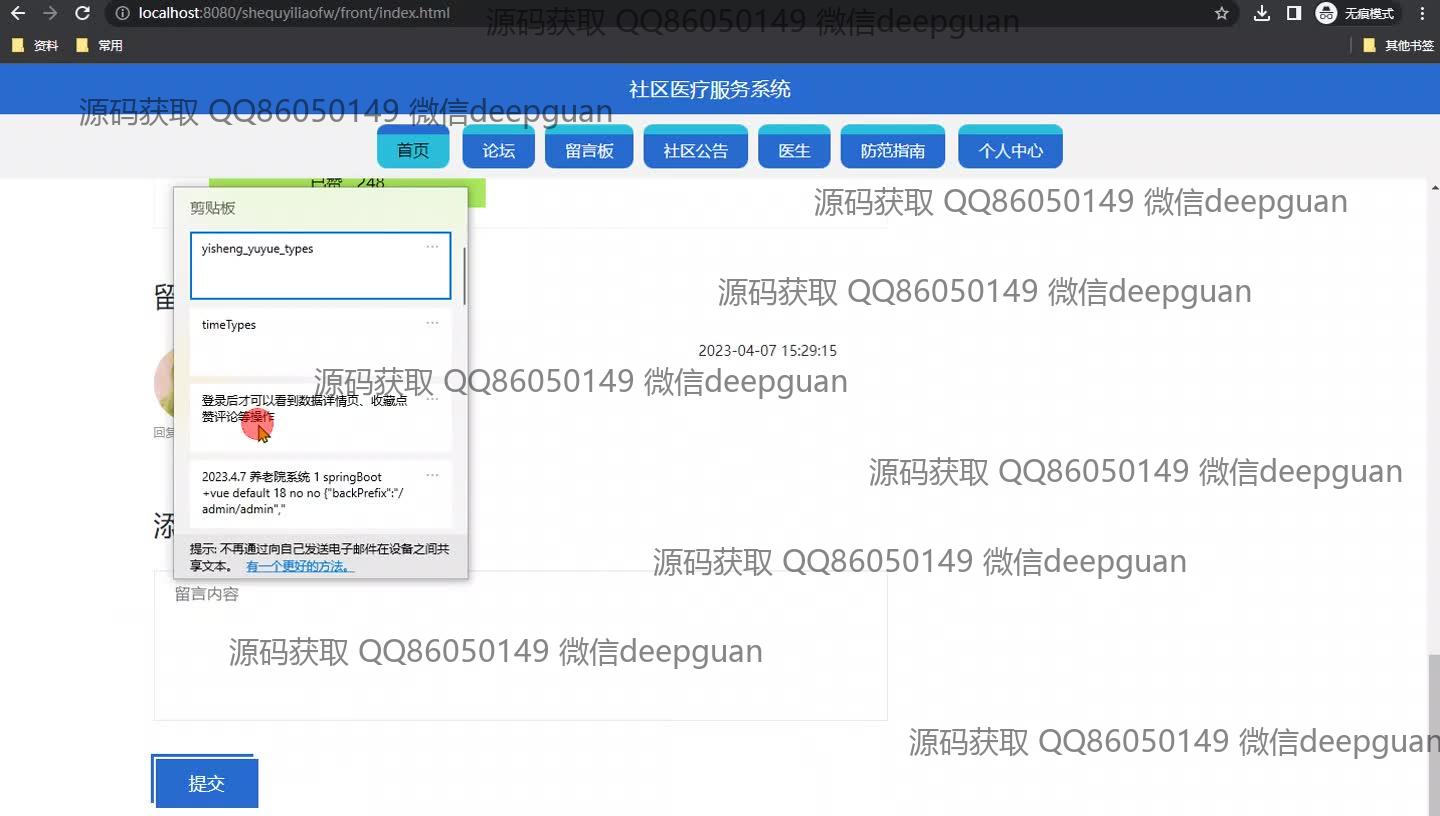 localhost:8080/shequyiliaofw/front/index.html
无痕模式
源码获取 QQ86050149 微信deepguan
资料
常用
其他书签
社区医疗服务系统
源码获取 QQ86050149 微信deepguan
首页
论坛
留言板
社区公告
医生
防范指南
个人中心
已赞
248
剪贴板
源码获取 QQ86050149 微信deepguan
yisheng_yuyue_types
留
源码获取 QQ86050149 微信deepguan
timeTypes
2023-04-07 15:29:15
源码获取 QQ86050149 微信deepguan
登录后才可以看到数据详情页、收藏点
赞评论等操作
回复
源码获取 QQ86050149 微信deepguan
2023.4.7 养老院系统 1 springBoot
+vue default 18 no no {"backPrefix":"/
admin/admin","
添
提示: 不再通过向自己发送电子邮件在设备之间共
享文本。 有一个更好的方法。
源码获取 QQ86050149 微信deepguan
留言内容
源码获取 QQ86050149 微信deepguan
源码获取 QQ86050149 微信deepguan
提交